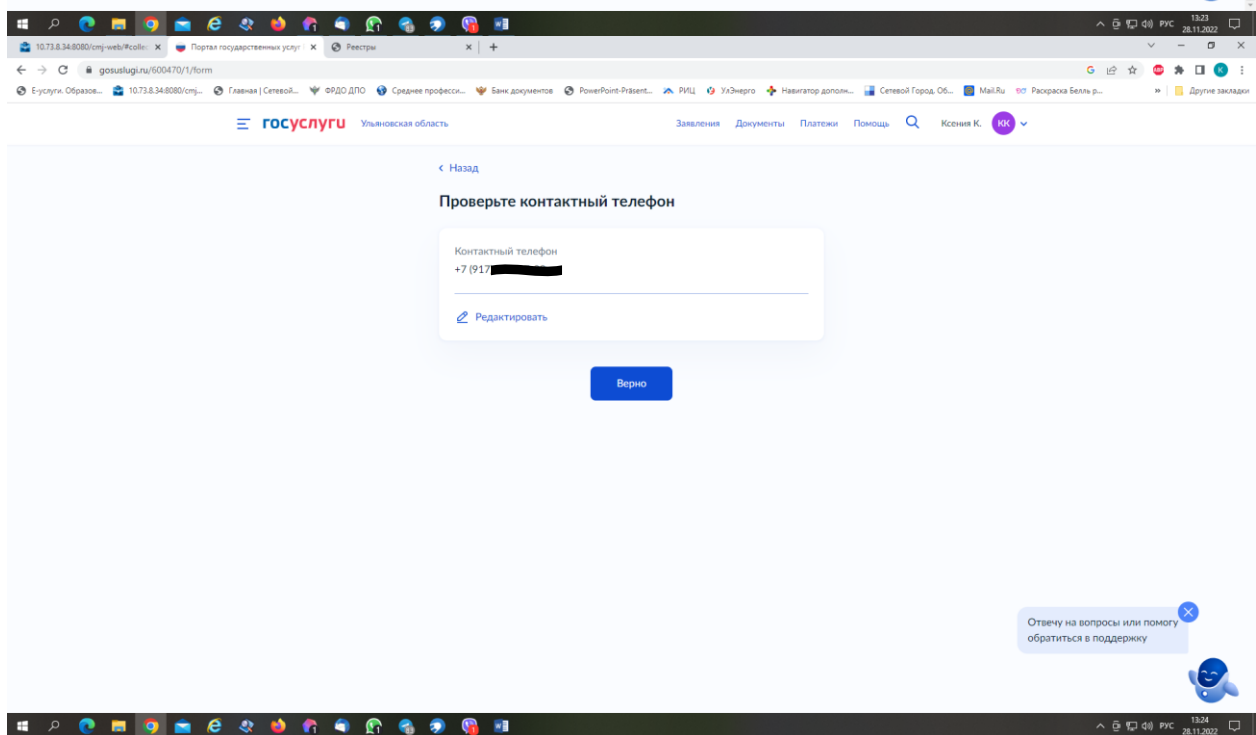 13:23
РУС
28.11.2022
10.73.8.34:8080/cmj-web/#collec
Портал государственных услуг
Реестры
gosuslugi.ru/600470/1/form
Е-услуги. Образов...
10.73.8.34:8080/cmj...
Главная | Сетевой...
ФРДО ДПО
Среднее професси...
Банк документов
PowerPoint-Präsent...
РИЦ
УлЭнерго
Навигатор дополн...
Сетевой Город. Об...
Mail.Ru
Раскраска Белль р...
»
Другие закладки
госуслуги Ульяновская область Заявления Документы Платежи Помощь Ксения К. КК
Назад
Проверьте контактный телефон
Контактный телефон
+7 (917
Редактировать
Верно
Отвечу на вопросы или помогу
обратиться в поддержку
13:24
РУС
28.11.2022